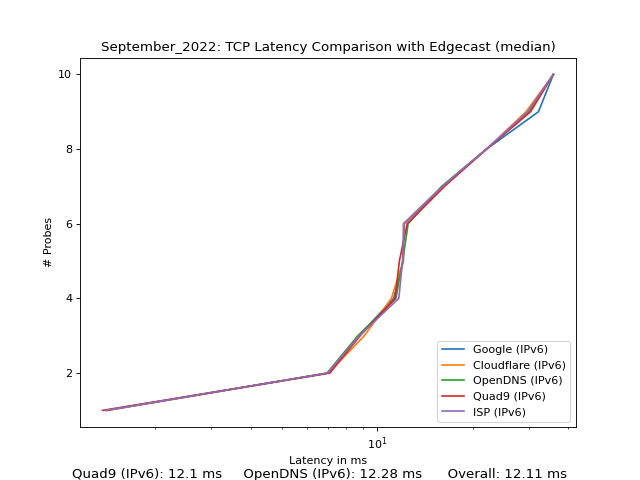 September_2022: TCP Latency Comparison with Edgecast (median)
# Probes
10
8
6
4
2
Google (IPv6)
Cloudflare (IPv6)
OpenDNS (IPv6)
Quad9 (IPv6)
ISP (IPv6)
10^1
Latency in ms
Quad9 (IPv6): 12.1 ms OpenDNS (IPv6): 12.28 ms Overall: 12.11 ms